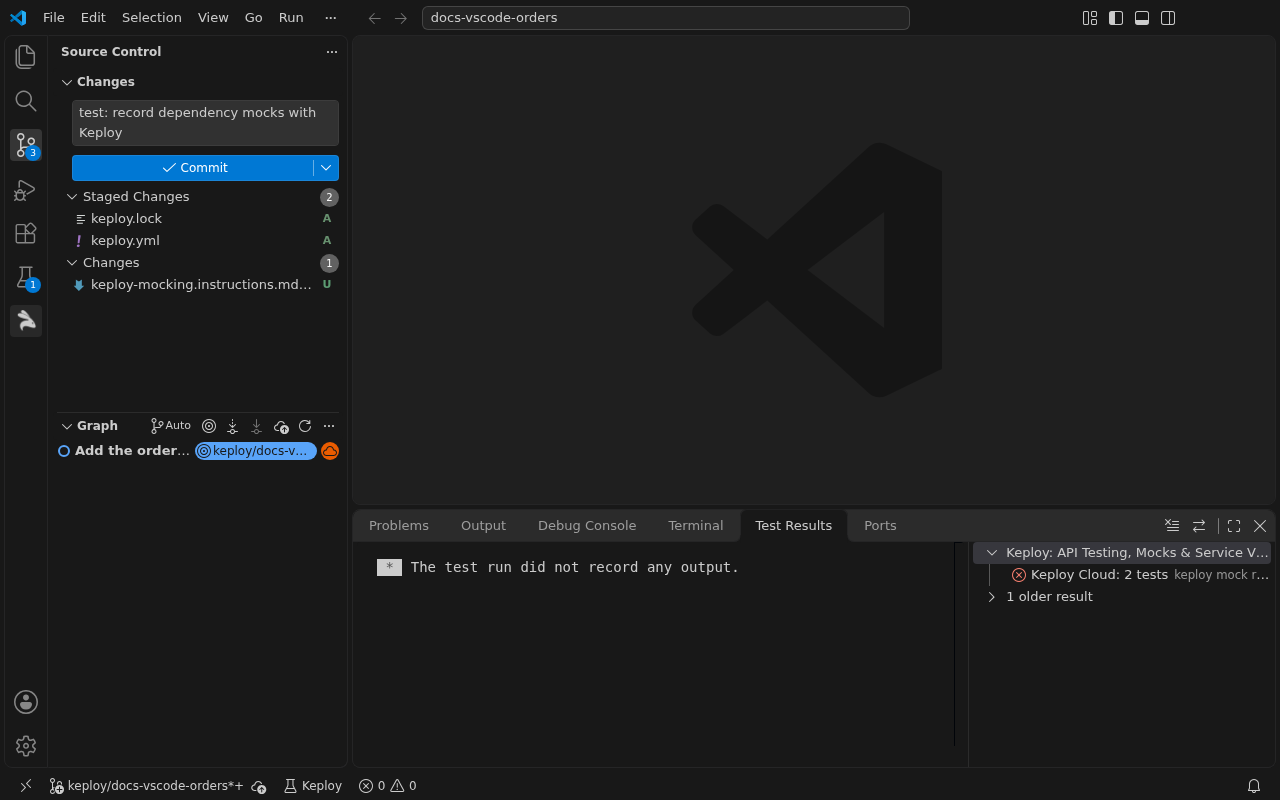 File Edit Selection View Go Run ···
docs-vscode-orders
Source Control
Changes
test: record dependency mocks with
Keploy
Commit
Staged Changes 2
keploy.lock A
! keploy.yml A
Changes 1
keploy-mocking.instructions.md... U
3
1
Graph Auto
Add the order... keploy/docs-v...
Problems Output Debug Console Terminal Test Results Ports
* The test run did not record any output.
Keploy: API Testing, Mocks & Service V...
Keploy Cloud: 2 tests keploy mock r...
1 older result
keploy/docs-vscode-orders*+ Keploy 0 0